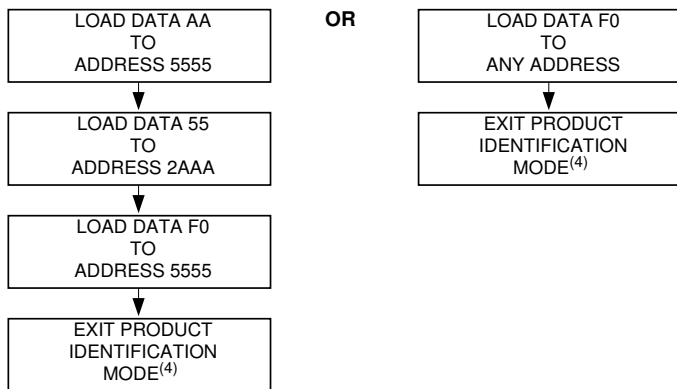 LOAD DATA AA
TO
ADDRESS 5555
LOAD DATA 55
TO
ADDRESS 2AAA
LOAD DATA F0
TO
ADDRESS 5555
EXIT PRODUCT
IDENTIFICATION
MODE(4)
OR
LOAD DATA F0
TO
ANY ADDRESS
EXIT PRODUCT
IDENTIFICATION
MODE(4)